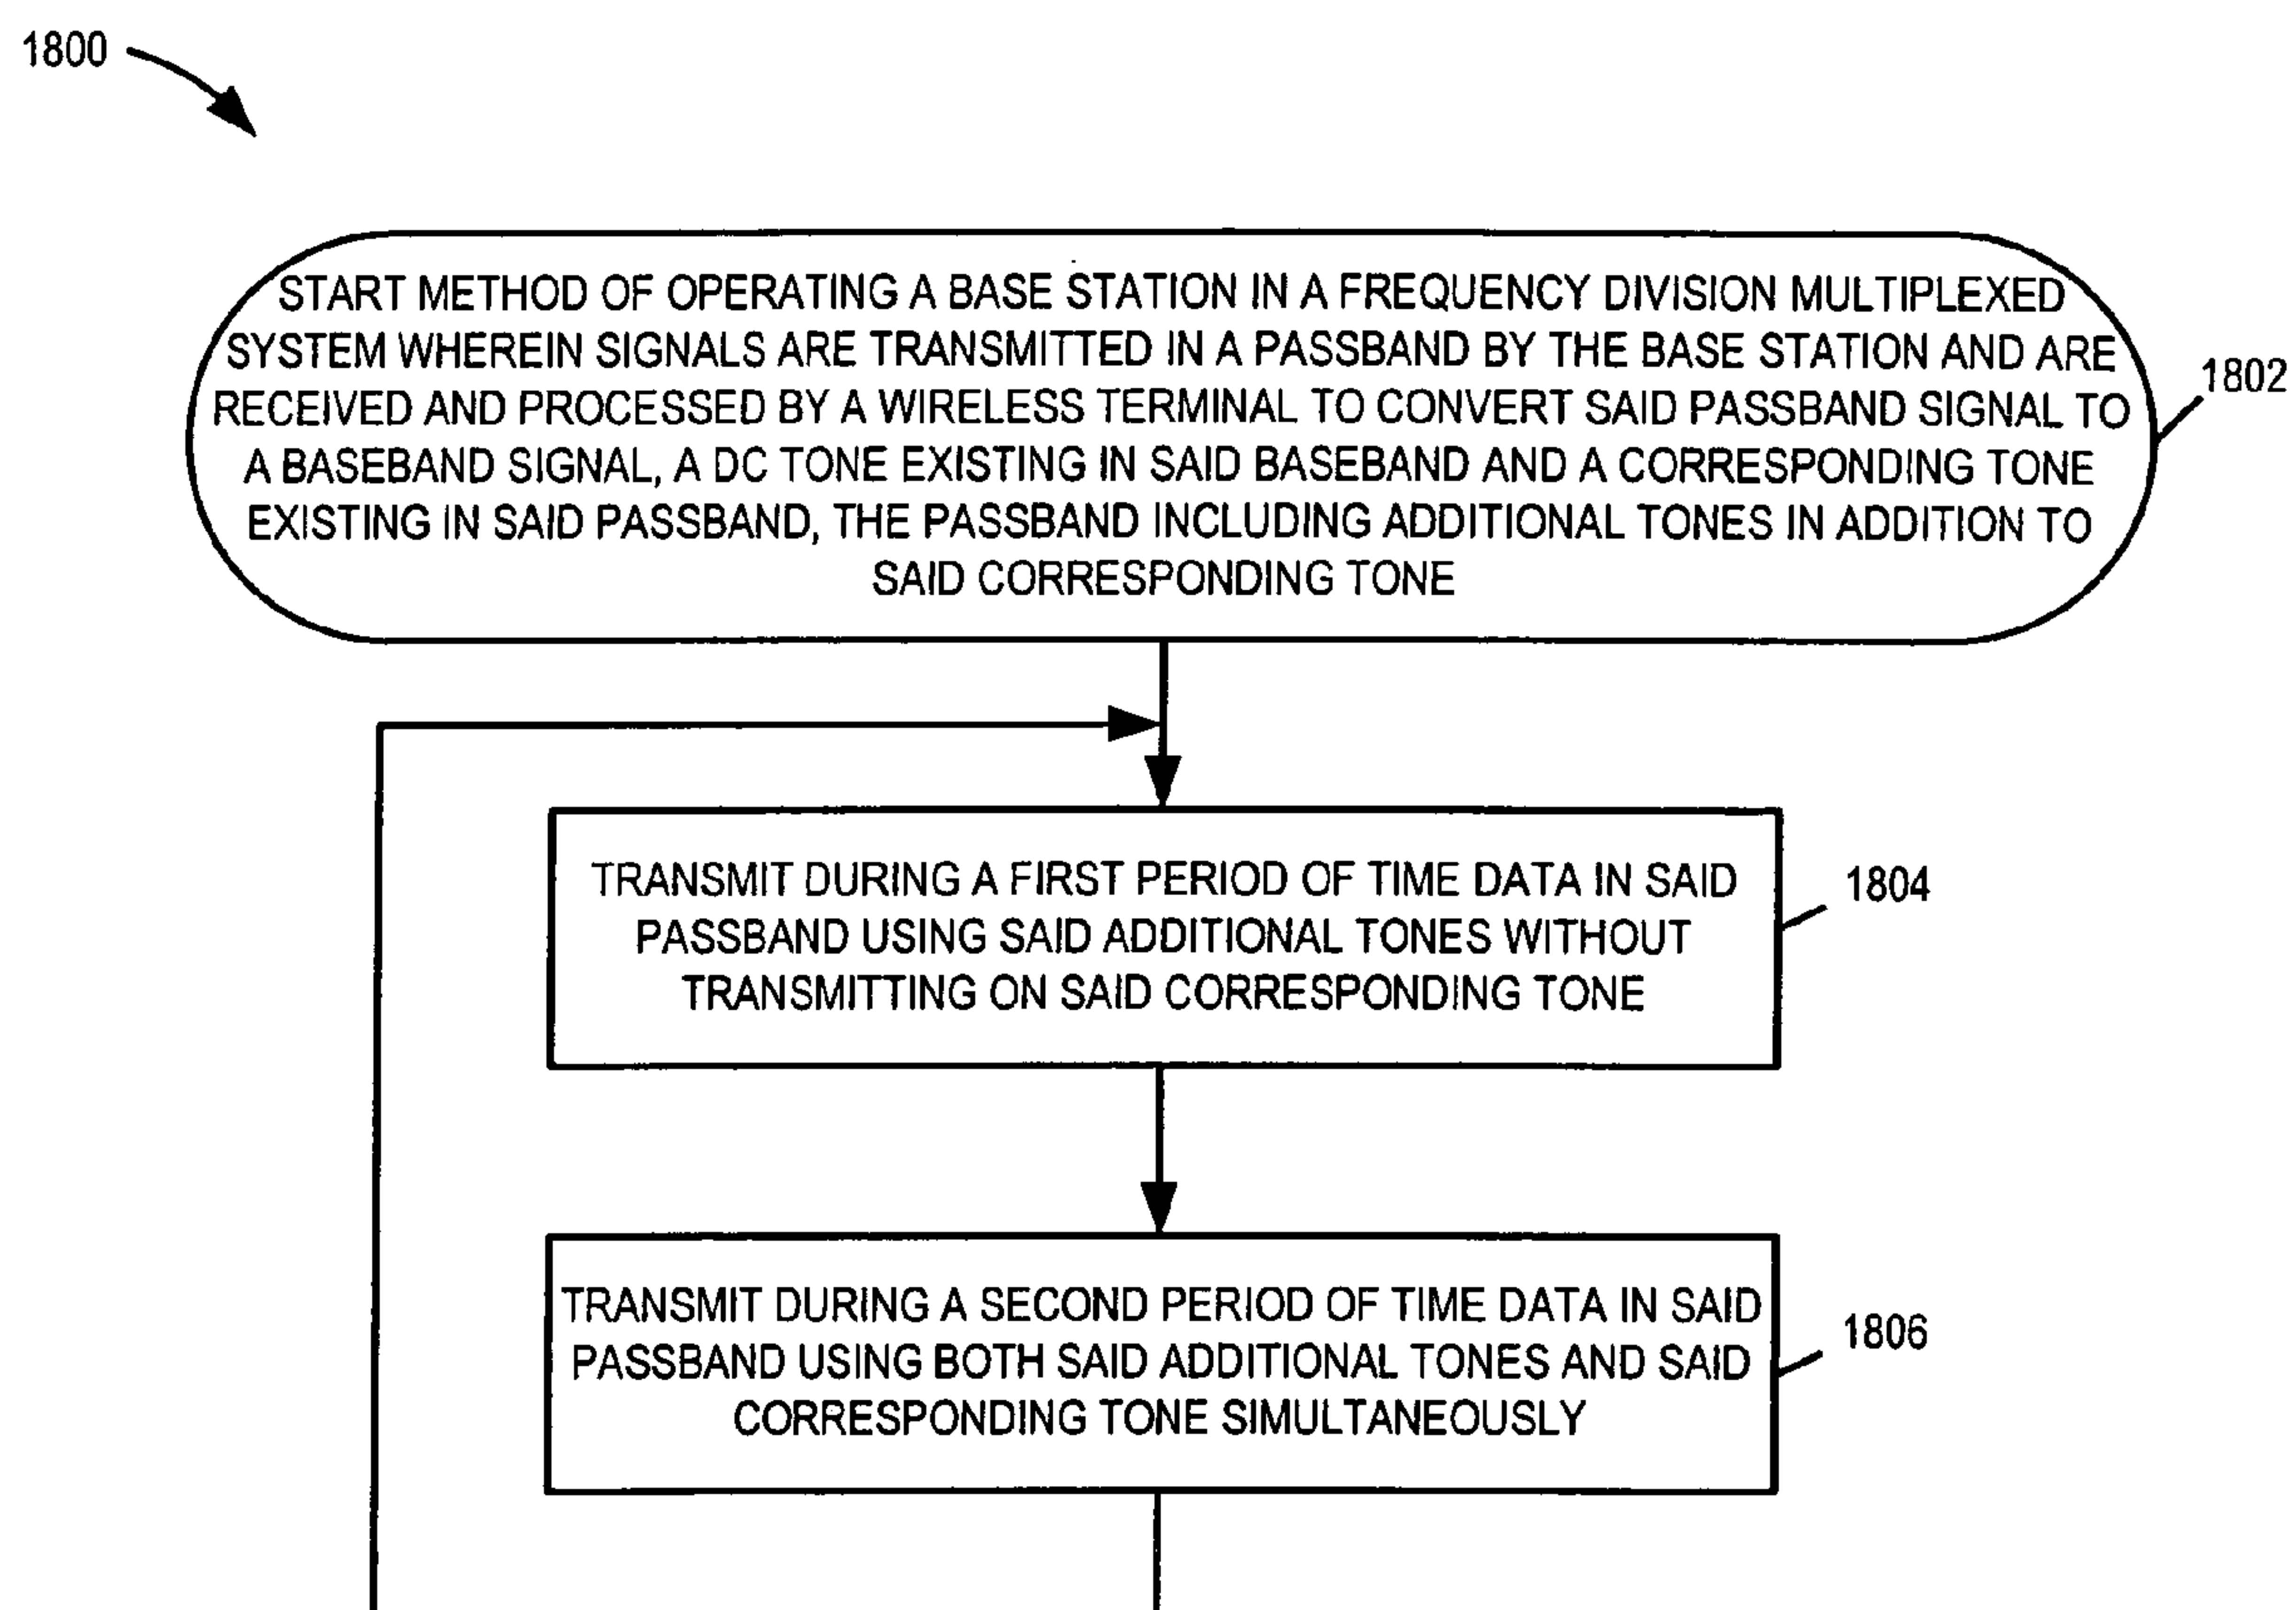 1800
START METHOD OF OPERATING A BASE STATION IN A FREQUENCY DIVISION MULTIPLEXED
SYSTEM WHEREIN SIGNALS ARE TRANSMITTED IN A PASSBAND BY THE BASE STATION AND ARE
RECEIVED AND PROCESSED BY A WIRELESS TERMINAL TO CONVERT SAID PASSBAND SIGNAL TO
A BASEBAND SIGNAL, A DC TONE EXISTING IN SAID BASEBAND AND A CORRESPONDING TONE
EXISTING IN SAID PASSBAND, THE PASSBAND INCLUDING ADDITIONAL TONES IN ADDITION TO
SAID CORRESPONDING TONE
1802
TRANSMIT DURING A FIRST PERIOD OF TIME DATA IN SAID
PASSBAND USING SAID ADDITIONAL TONES WITHOUT
TRANSMITTING ON SAID CORRESPONDING TONE
1804
TRANSMIT DURING A SECOND PERIOD OF TIME DATA IN SAID
PASSBAND USING BOTH SAID ADDITIONAL TONES AND SAID
CORRESPONDING TONE SIMULTANEOUSLY
1806